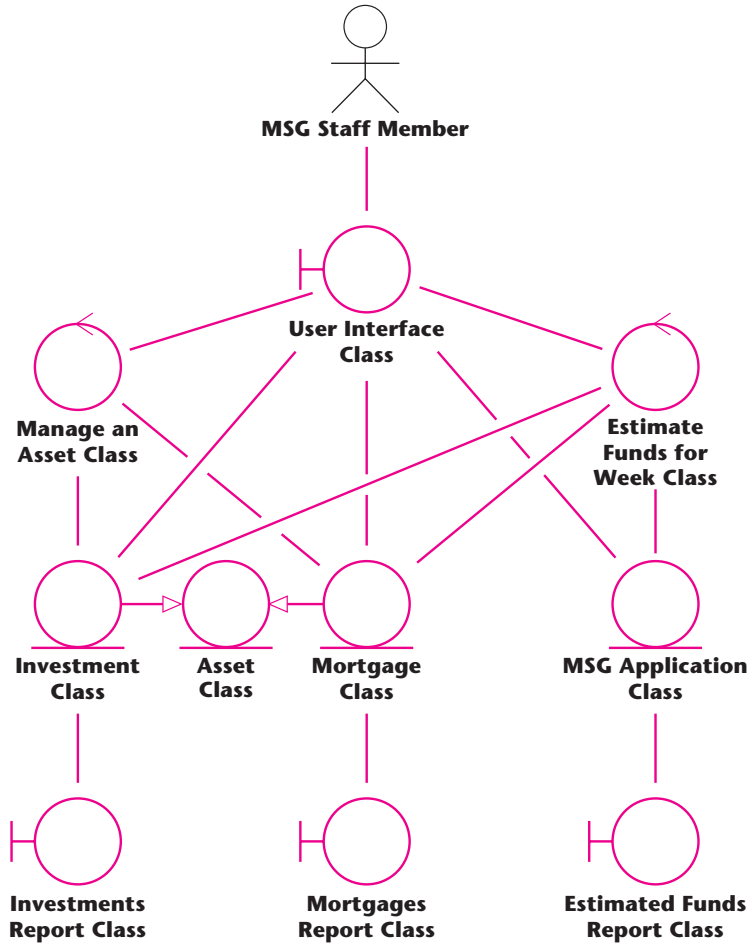 MSG Staff Member
User Interface
Class
Manage an
Asset Class
Estimate
Funds for
Week Class
Investment
Class
Asset
Class
Mortgage
Class
MSG Application
Class
Investments
Report Class
Mortgages
Report Class
Estimated Funds
Report Class